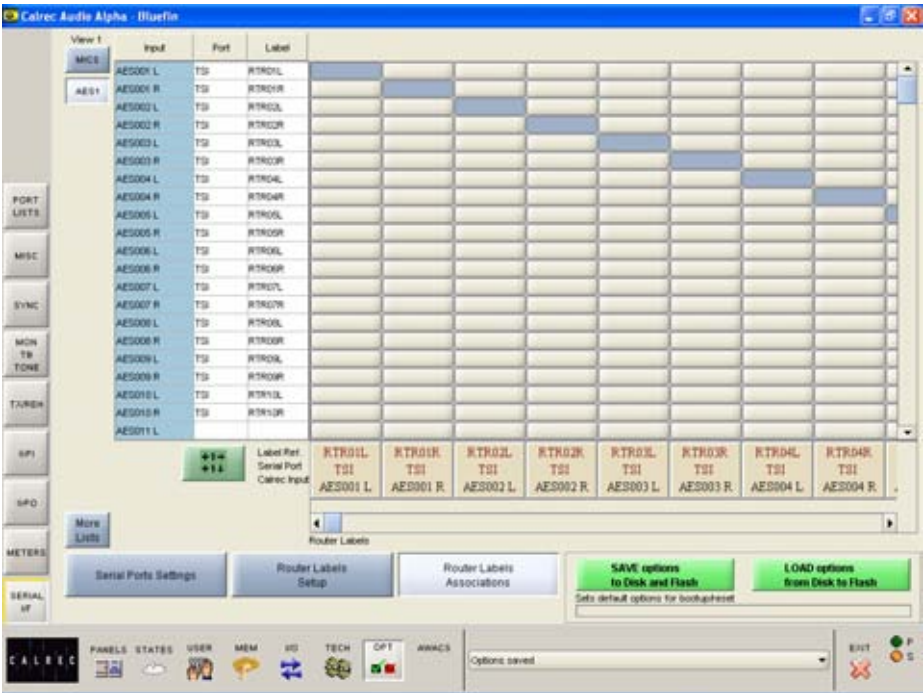 Calrec Audio Alpha - Bluefin
View 1
MICS
AES1
Input Port Label
AES001 L TSI RTR01L
AES001 R TSI RTR01R
AES002 L TSI RTR02L
AES002 R TSI RTR02R
AES003 L TSI RTR03L
AES003 R TSI RTR03R
AES004 L TSI RTR04L
AES004 R TSI RTR04R
AES005 L TSI RTR05L
AES005 R TSI RTR05R
AES006 L TSI RTR06L
AES006 R TSI RTR06R
AES007 L TSI RTR07L
AES007 R TSI RTR07R
AES008 L TSI RTR08L
AES008 R TSI RTR08R
AES009 L TSI RTR09L
AES009 R TSI RTR09R
AES010 L TSI RTR10L
AES010 R TSI RTR10R
AES011 L
PORT
LISTS
MISC
SYNC
MON
TB
TONE
TX/REH
GPI
GPO
METERS
SERIAL
I/F
Label Ref. RTR01L RTR01R RTR02L RTR02R RTR03L RTR03R RTR04L RTR04R
Serial Port TSI TSI TSI TSI TSI TSI TSI TSI
Calrec Input AES001 L AES001 R AES002 L AES002 R AES003 L AES003 R AES004 L AES004 R
More
Lists
Router Labels
Serial Ports Settings
Router Labels
Setup
Router Labels
Associations
SAVE options
to Disk and Flash
LOAD options
from Disk to Flash
Sets default options for bootup/reset
CALREC
PANELS STATES USER MEM I/O TECH OPT AWACS
Options saved
EXIT
P
S